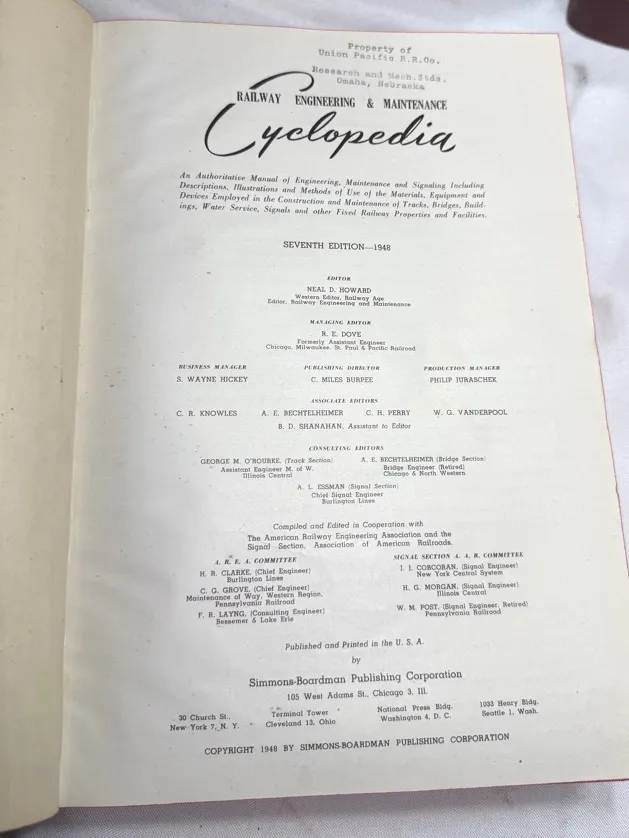 Property of
Union Pacific R.R.Co.
Research and Mech.Stds.
Omaha, Nebraska
RAILWAY ENGINEERING & MAINTENANCE
Cyclopedia
An Authoritative Manual of Engineering, Maintenance and Signaling Including
Descriptions, Illustrations and Methods of Use of the Materials, Equipment and
Devices Employed in the Construction and Maintenance of Tracks, Bridges, Build-
ings, Water Service, Signals and other Fixed Railway Properties and Facilities.
SEVENTH EDITION—1948
EDITOR
NEAL D. HOWARD
Western Editor, Railway Age
Editor, Railway Engineering and Maintenance
MANAGING EDITOR
R. E. DOVE
Formerly Assistant Engineer
Chicago, Milwaukee, St. Paul & Pacific Railroad
BUSINESS MANAGER PUBLISHING DIRECTOR PRODUCTION MANAGER
S. WAYNE HICKEY C. MILES BURPEE PHILIP JURASCHEK
ASSOCIATE EDITORS
C. R. KNOWLES A. E. BECHTELHEIMER C. H. PERRY W. G. VANDERPOOL
B. D. SHANAHAN, Assistant to Editor
CONSULTING EDITORS
GEORGE M. O'ROURKE, (Track Section)
Assistant Engineer M. of W.
Illinois Central
A. E. BECHTELHEIMER (Bridge Section)
Bridge Engineer (Retired)
Chicago & North Western
A. L. ESSMAN (Signal Section)
Chief Signal Engineer
Burlington Lines
Compiled and Edited in Cooperation with
The American Railway Engineering Association and the
Signal Section, Association of American Railroads.
A. R. E. A. COMMITTEE
H. R. CLARKE, (Chief Engineer)
Burlington Lines
C. G. GROVE, (Chief Engineer)
Maintenance of Way, Western Region,
Pennsylvania Railroad
F. R. LAYNG, (Consulting Engineer)
Bessemer & Lake Erie
SIGNAL SECTION A. A. R. COMMITTEE
J. J. CORCORAN, (Signal Engineer)
New York Central System
H. G. MORGAN, (Signal Engineer)
Illinois Central
W. M. POST, (Signal Engineer, Retired)
Pennsylvania Railroad
Published and Printed in the U. S. A.
by
Simmons-Boardman Publishing Corporation
105 West Adams St., Chicago 3, Ill.
30 Church St.,
New York 7, N. Y.
Terminal Tower
Cleveland 13, Ohio
National Press Bldg.
Washington 4, D. C.
1033 Henry Bldg.
Seattle 1, Wash.
COPYRIGHT 1948 BY SIMMONS-BOARDMAN PUBLISHING CORPORATION